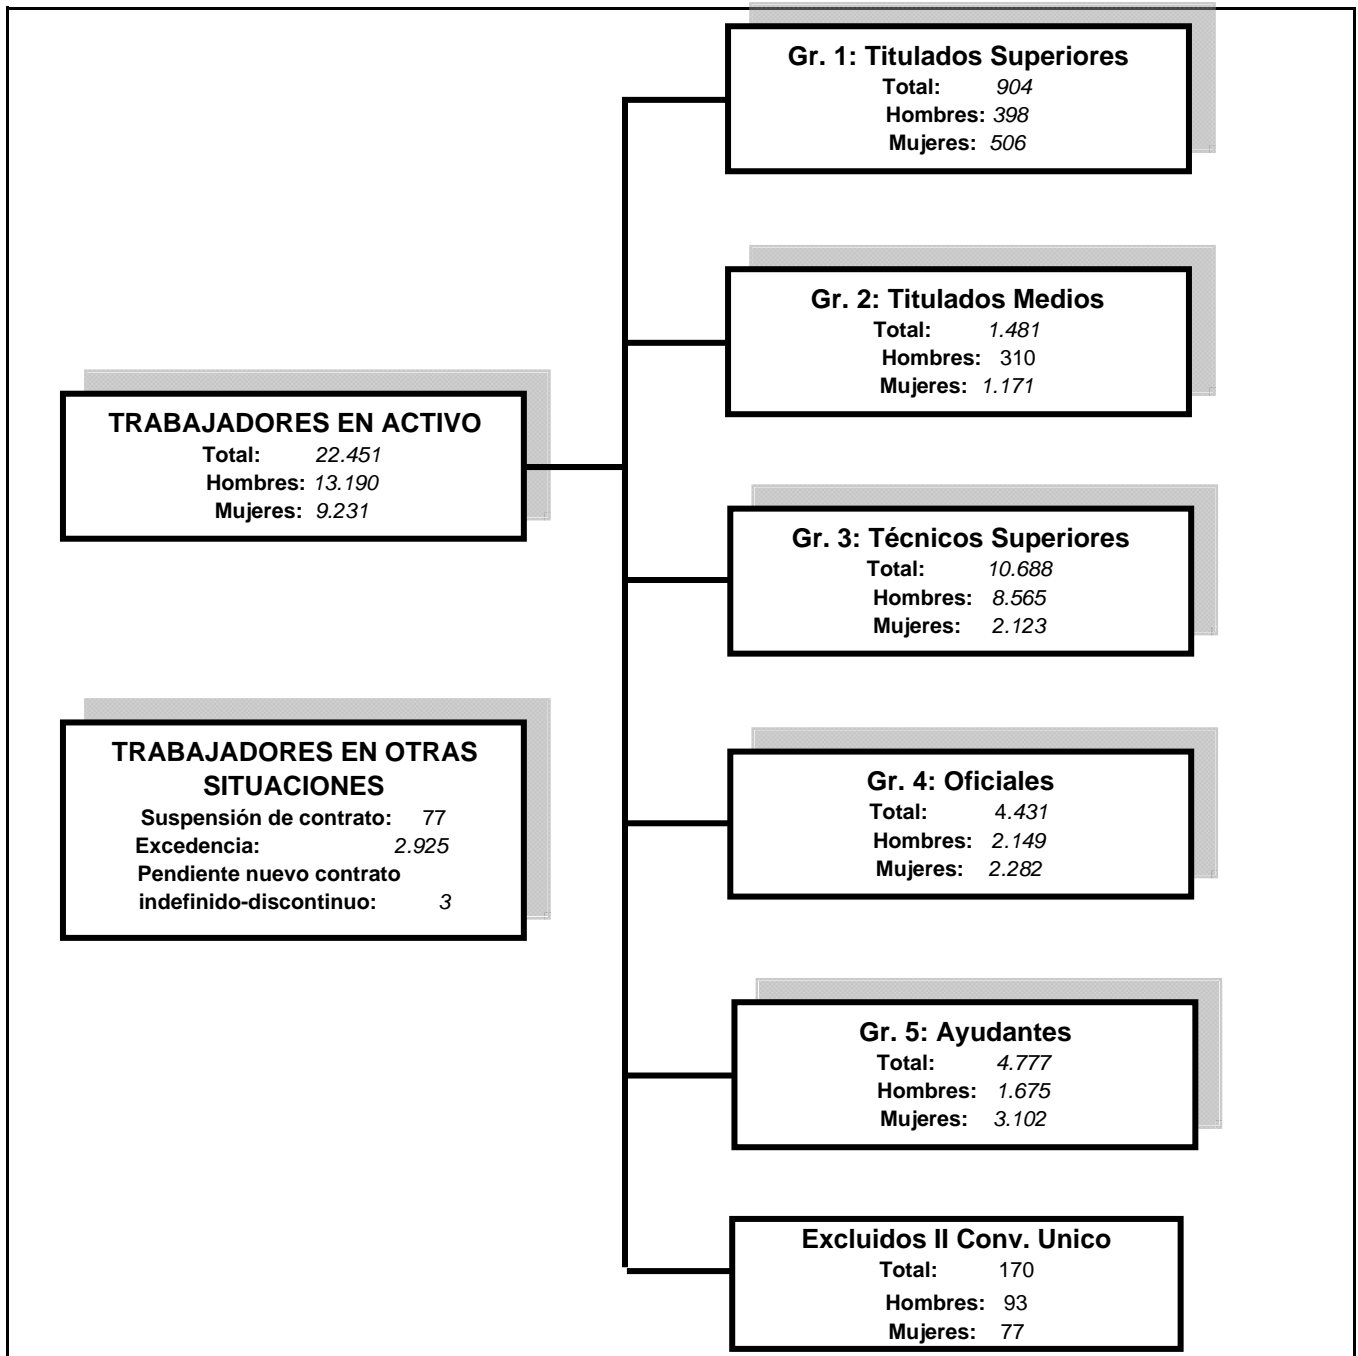 Gr. 1: Titulados Superiores
Total: 904
Hombres: 398
Mujeres: 506
Gr. 2: Titulados Medios
Total: 1.481
Hombres: 310
Mujeres: 1.171
TRABAJADORES EN ACTIVO
Total: 22.451
Hombres: 13.190
Mujeres: 9.231
Gr. 3: Técnicos Superiores
Total: 10.688
Hombres: 8.565
Mujeres: 2.123
TRABAJADORES EN OTRAS
SITUACIONES
Suspensión de contrato: 77
Excedencia: 2.925
Pendiente nuevo contrato
indefinido-discontinuo: 3
Gr. 4: Oficiales
Total: 4.431
Hombres: 2.149
Mujeres: 2.282
Gr. 5: Ayudantes
Total: 4.777
Hombres: 1.675
Mujeres: 3.102
Excluidos II Conv. Unico
Total: 170
Hombres: 93
Mujeres: 77